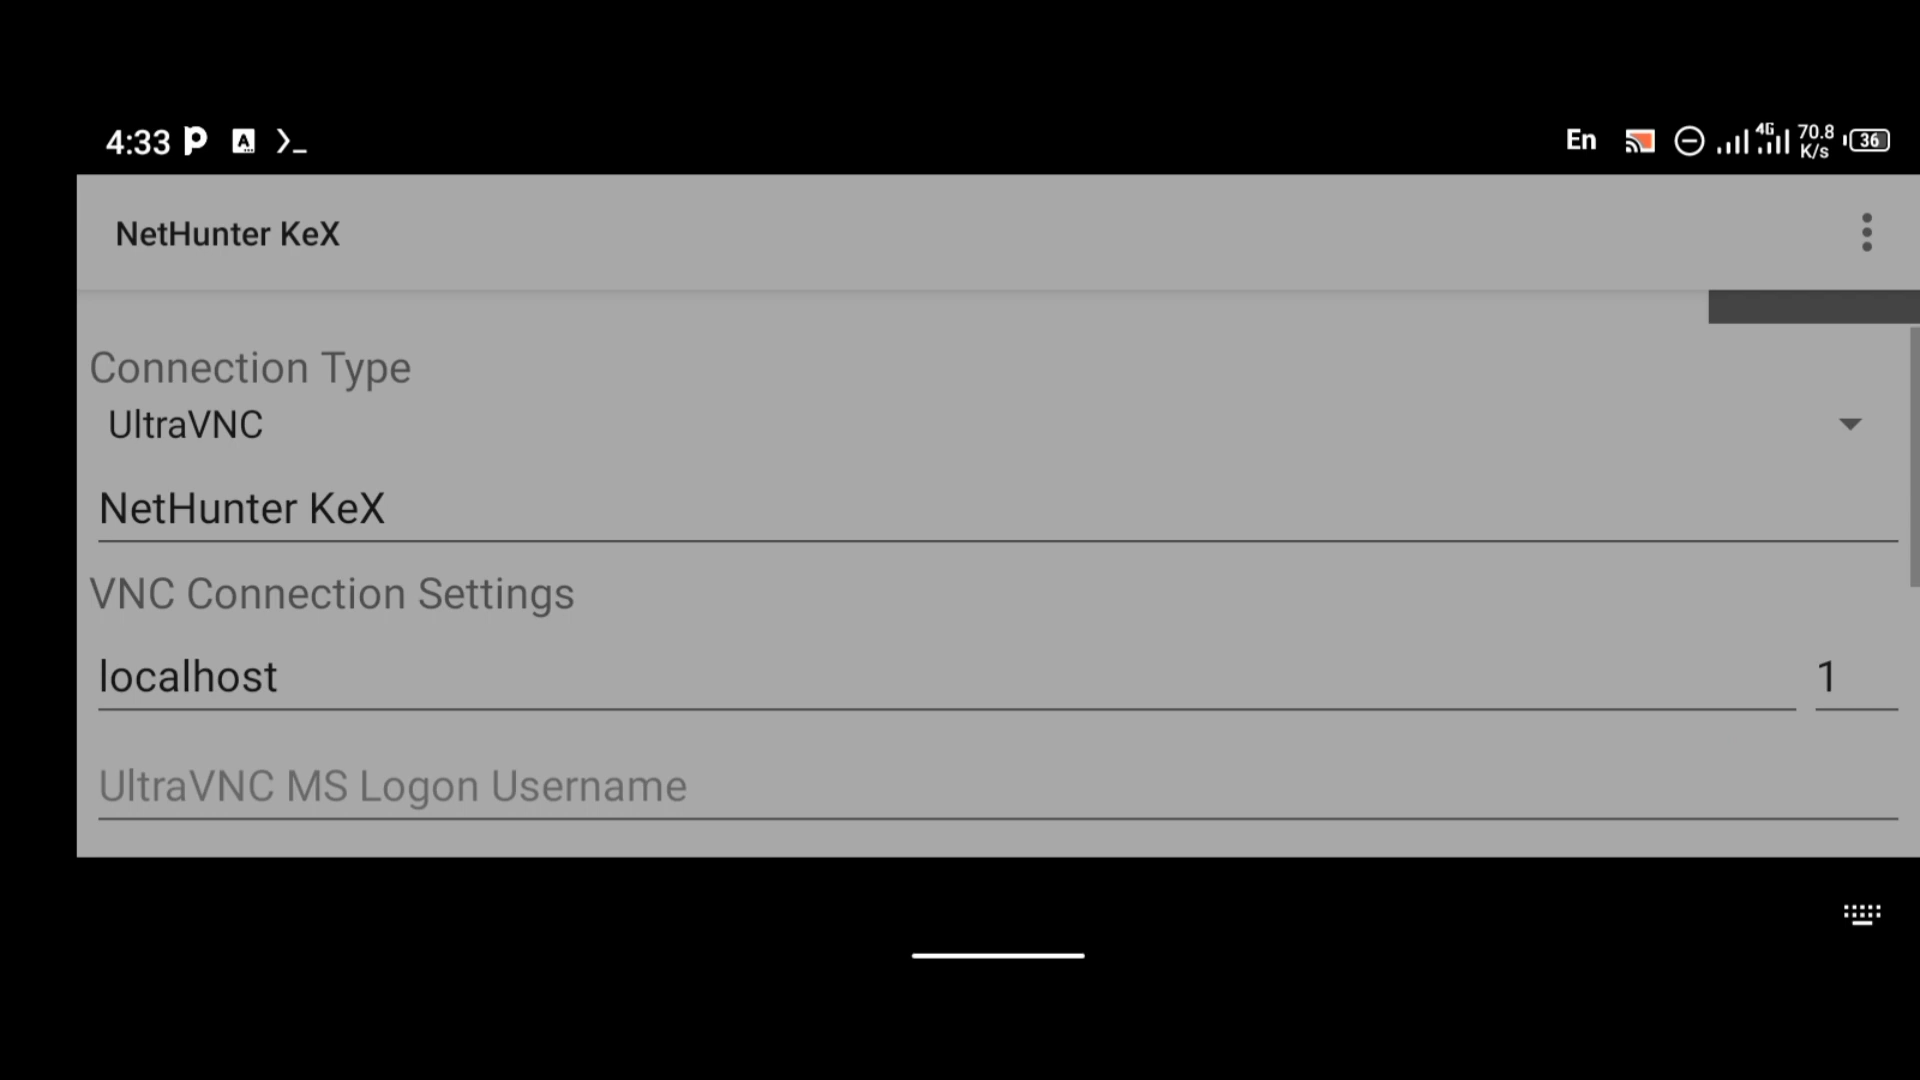 4:33 En 4G 70.8 K/s 36
NetHunter KeX
Connection Type
UltraVNC
NetHunter KeX
VNC Connection Settings
localhost 1
UltraVNC MS Logon Username